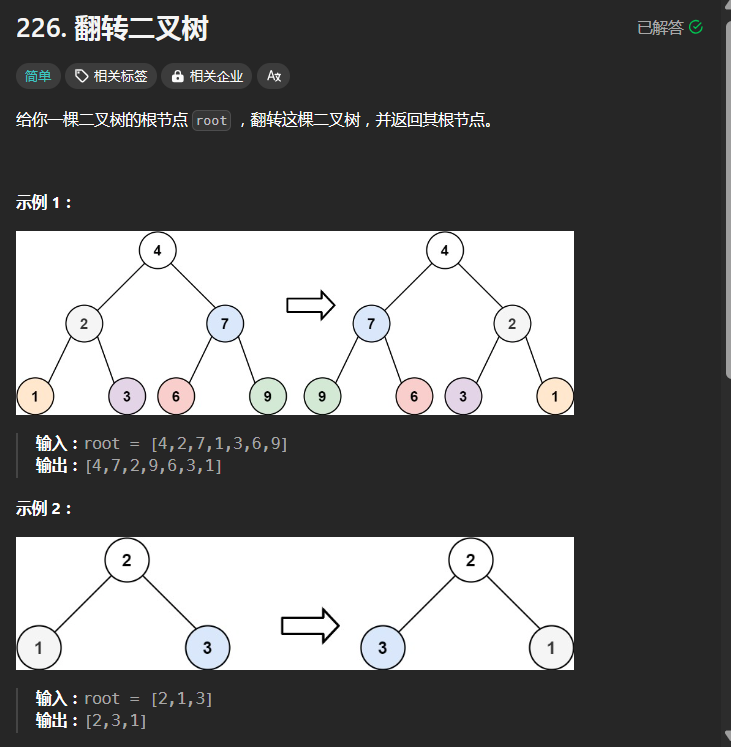 226. 翻转二叉树
已解答
简单 相关标签 相关企业 A文
给你一棵二叉树的根节点 root ，翻转这棵二叉树，并返回其根节点。
示例 1：
4 4
2 7 7 2
1 3 6 9 9 6 3 1
输入：root = [4,2,7,1,3,6,9]
输出：[4,7,2,9,6,3,1]
示例 2：
2 2
1 3 3 1
输入：root = [2,1,3]
输出：[2,3,1]